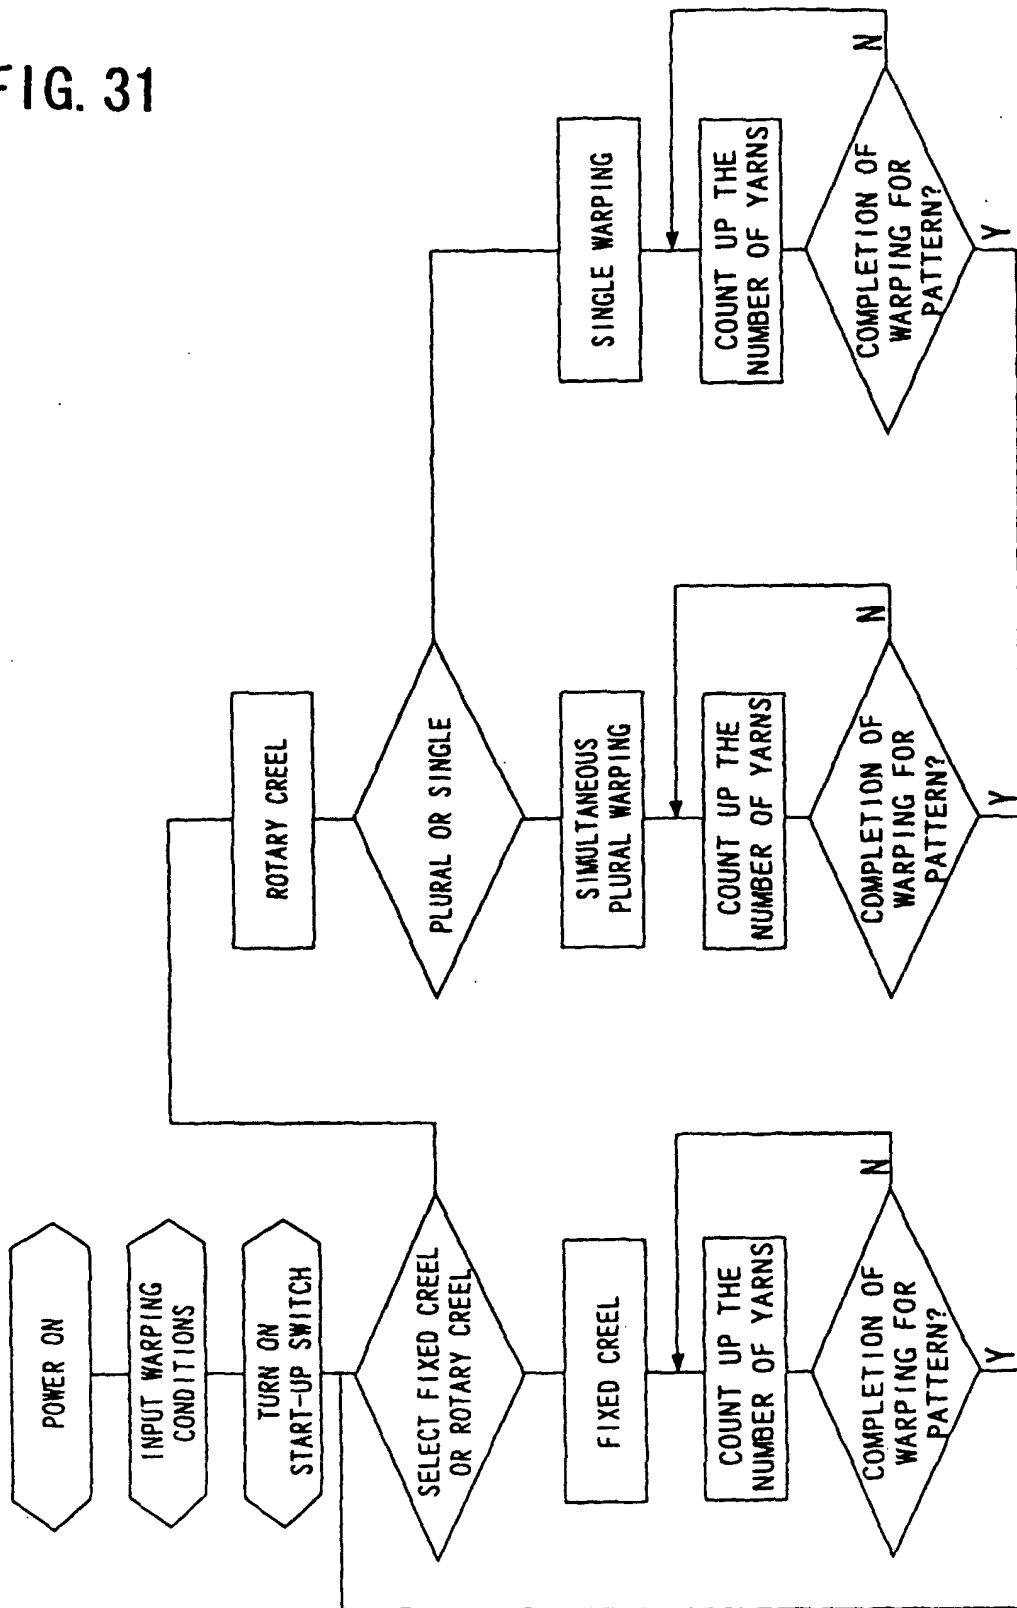 FIG. 31
POWER ON
INPUT WARPING
CONDITIONS
TURN ON
START-UP SWITCH
SELECT FIXED CREEL
OR ROTARY CREEL
FIXED CREEL
COUNT UP THE
NUMBER OF YARNS
COMPLETION OF
WARPING FOR
PATTERN?
N
Y
ROTARY CREEL
PLURAL OR SINGLE
SIMULTANEOUS
PLURAL WARPING
COUNT UP THE
NUMBER OF YARNS
COMPLETION OF
WARPING FOR
PATTERN?
N
Y
SINGLE WARPING
COUNT UP THE
NUMBER OF YARNS
COMPLETION OF
WARPING FOR
PATTERN?
N
Y